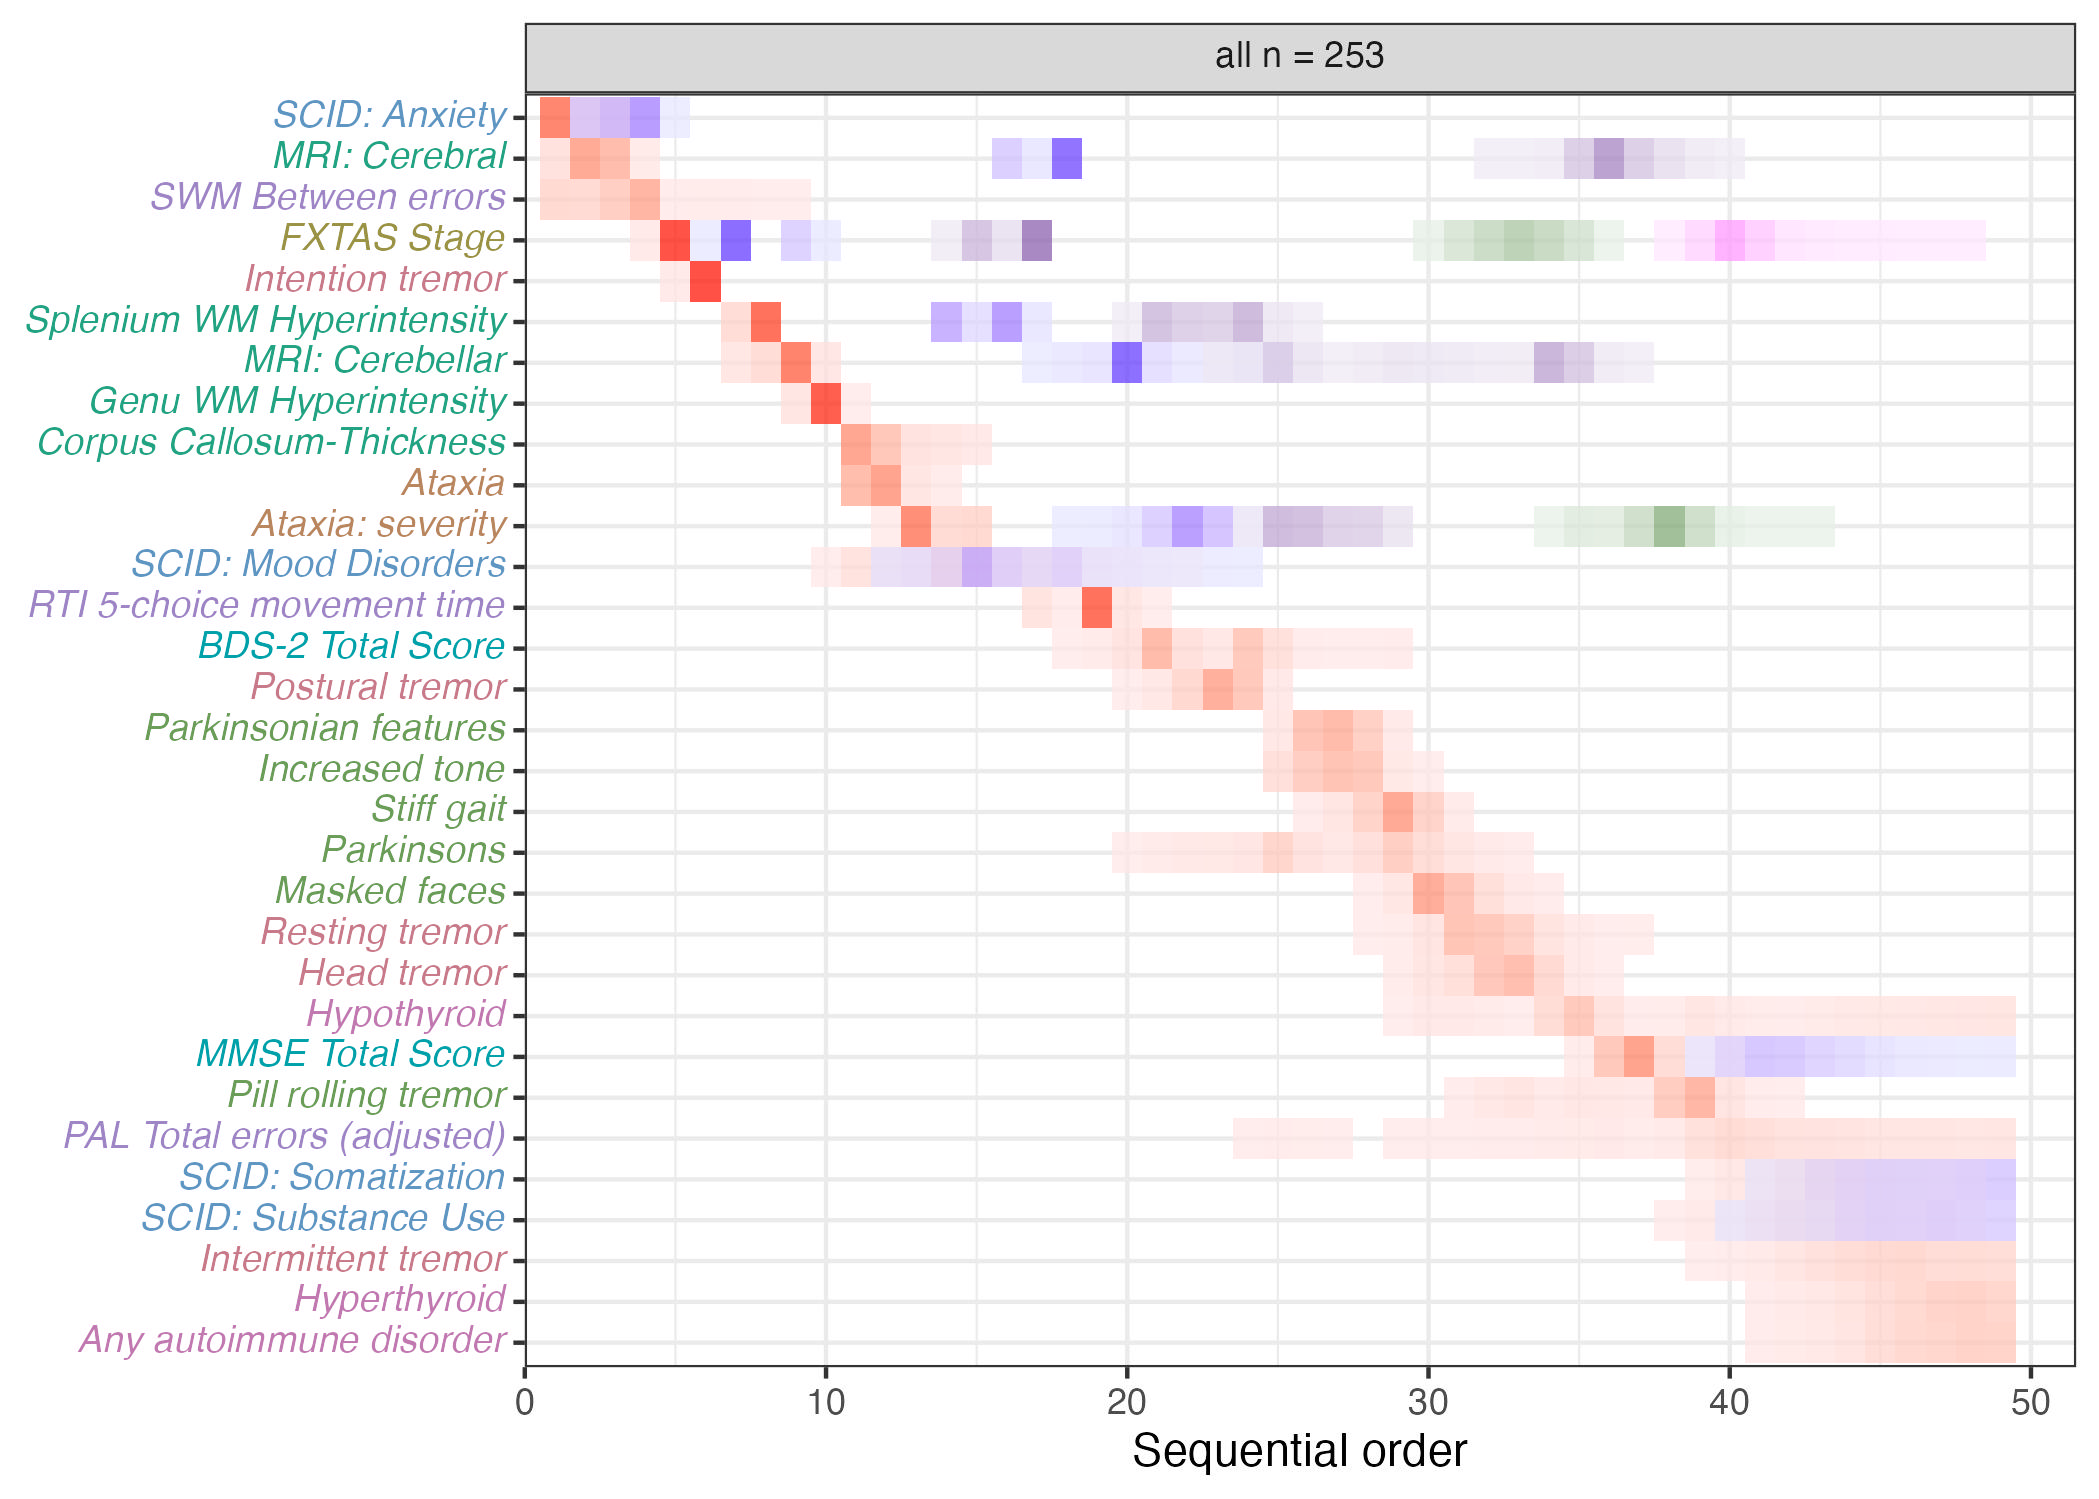 all n = 253
SCID: Anxiety
MRI: Cerebral
SWM Between errors
FXTAS Stage
Intention tremor
Splenium WM Hyperintensity
MRI: Cerebellar
Genu WM Hyperintensity
Corpus Callosum-Thickness
Ataxia
Ataxia: severity
SCID: Mood Disorders
RTI 5-choice movement time
BDS-2 Total Score
Postural tremor
Parkinsonian features
Increased tone
Stiff gait
Parkinsons
Masked faces
Resting tremor
Head tremor
Hypothyroid
MMSE Total Score
Pill rolling tremor
PAL Total errors (adjusted)
SCID: Somatization
SCID: Substance Use
Intermittent tremor
Hyperthyroid
Any autoimmune disorder
0 10 20 30 40 50
Sequential order